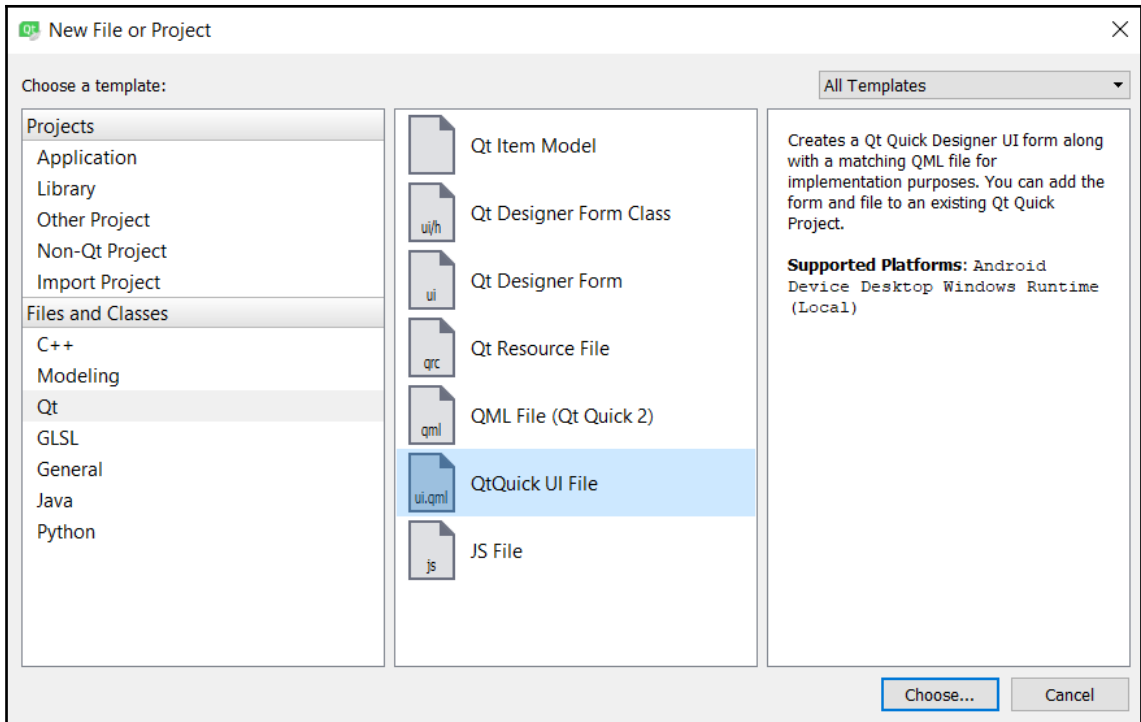 New File or Project
Choose a template:
All Templates
Projects
Application
Library
Other Project
Non-Qt Project
Import Project
Files and Classes
C++
Modeling
Qt
GLSL
General
Java
Python
Qt Item Model
ui/h
Qt Designer Form Class
ui
Qt Designer Form
qrc
Qt Resource File
qml
QML File (Qt Quick 2)
ui.qml
QtQuick UI File
js
JS File
Creates a Qt Quick Designer UI form along
with a matching QML file for
implementation purposes. You can add the
form and file to an existing Qt Quick
Project.
Supported Platforms: Android
Device Desktop Windows Runtime
(Local)
Choose...
Cancel